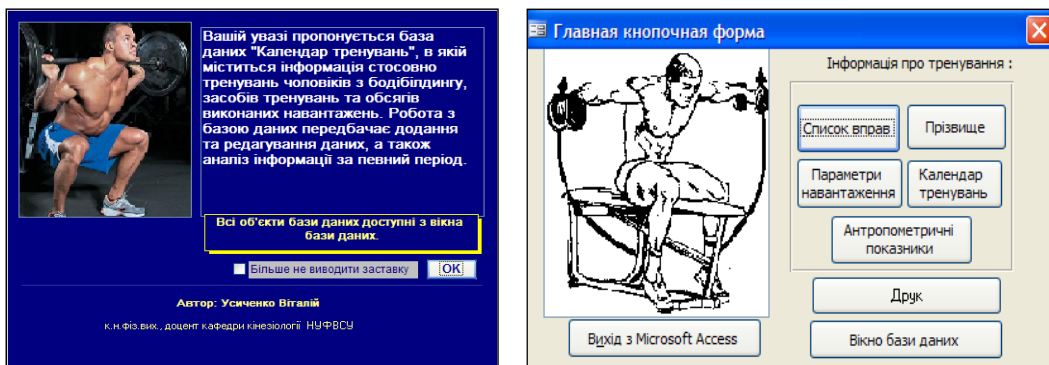 Вашій увазі пропонується база
даних "Календар тренувань", в якій
міститься інформація стосовно
тренувань чоловіків з бодібілдингу,
засобів тренувань та обсягів
виконаних навантажень. Робота з
базою даних передбачає додання
та редагування даних, а також
аналіз інформації за певний період.
Всі об'єкти бази даних доступні з вікна
бази даних.
Більше не виводити заставку
OK
Автор: Усиченко Віталій
к.н.фіз.вих., доцент кафедри кінезіології НУФВСУ
Главная кнопочная форма
Інформація про тренування :
Список вправ
Прізвище
Параметри
навантаження
Календар
тренувань
Антропометричні
показники
Друк
Вихід з Microsoft Access
Вікно бази даних